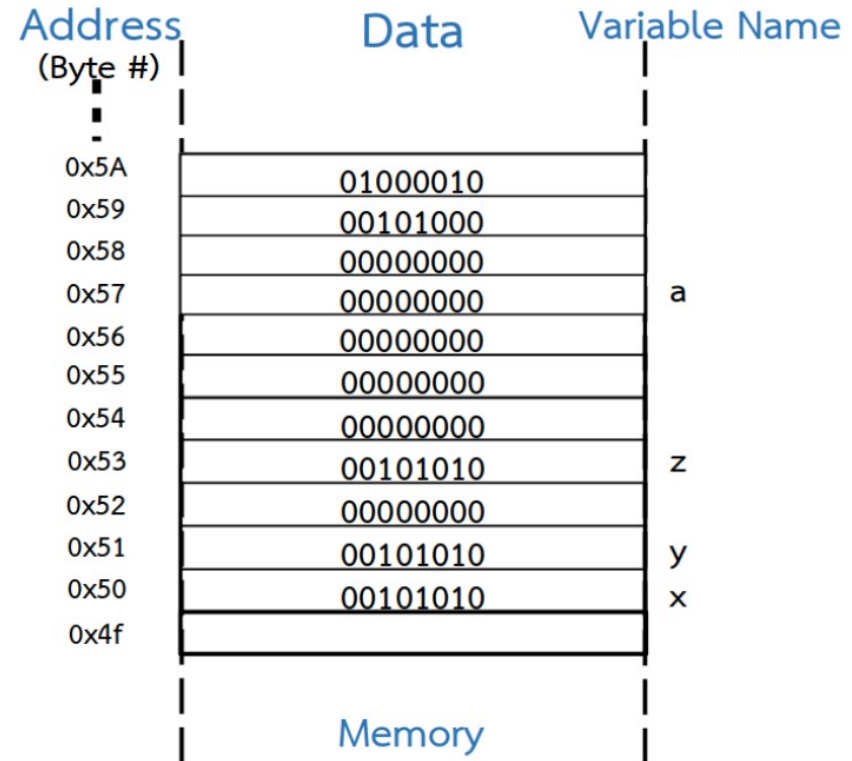 Address Data Variable Name
(Byte #)
0x5A 01000010
0x59 00101000
0x58 00000000
0x57 00000000 a
0x56 00000000
0x55 00000000
0x54 00000000
0x53 00101010 z
0x52 00000000
0x51 00101010 y
0x50 00101010 x
0x4f
Memory